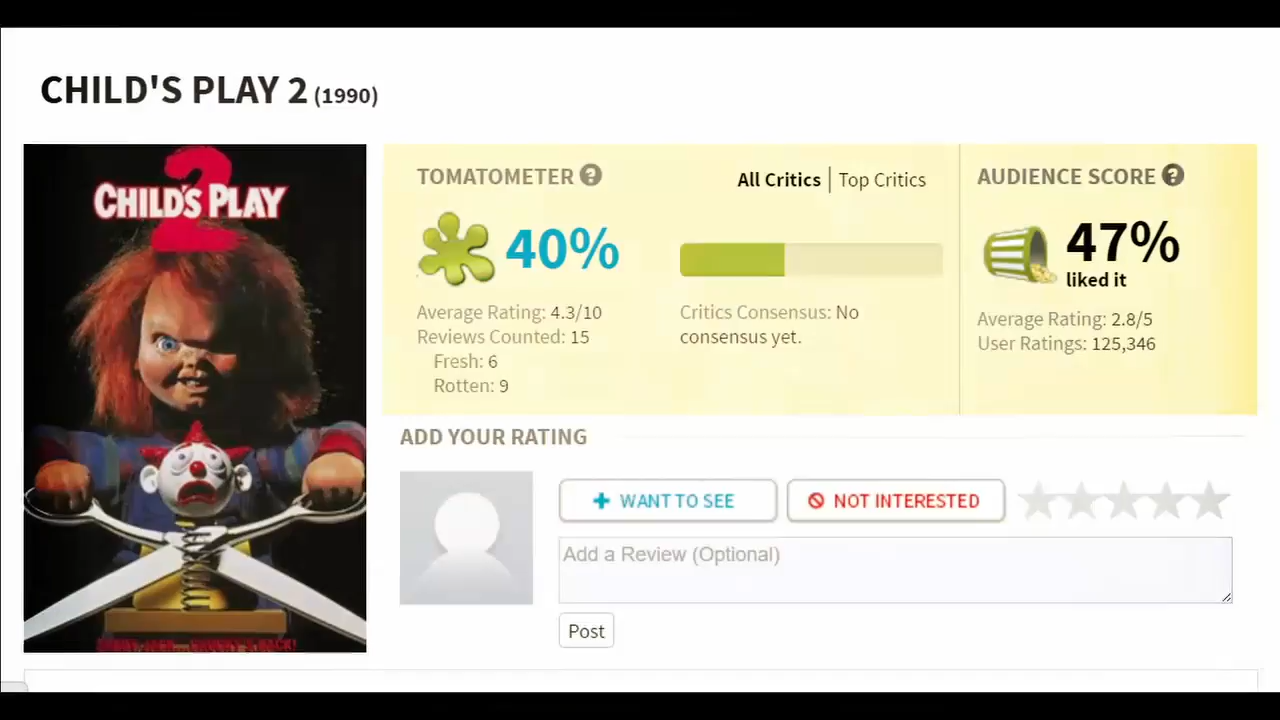 CHILD'S PLAY 2 (1990)
2
CHILD'S PLAY
TOMATOMETER ?
All Critics | Top Critics
40%
Average Rating: 4.3/10
Reviews Counted: 15
Fresh: 6
Rotten: 9
Critics Consensus: No
consensus yet.
AUDIENCE SCORE ?
47%
liked it
Average Rating: 2.8/5
User Ratings: 125,346
ADD YOUR RATING
+ WANT TO SEE
NOT INTERESTED
Add a Review (Optional)
Post